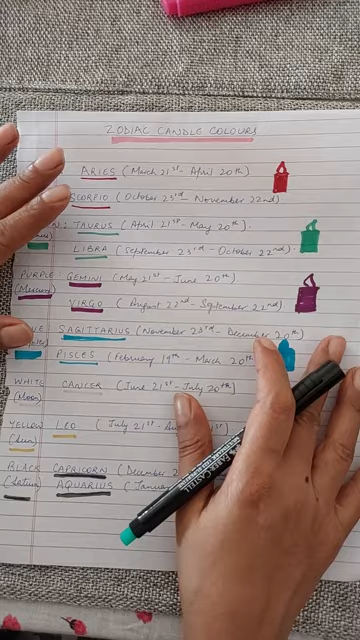 ZODIAC CANDLE COLOURS
ARIES (March 21st - April 20th)
SCORPIO (October 23rd - November 22nd)
TAURUS (April 21st - May 20th).
LIBRA (September 23rd - October 22nd)
PURPLE: GEMINI (May 21st - June 20th)
(Mercury) VIRGO (August 22nd - September 22nd)
SAGITTARIUS (November 23rd - December 20th)
PISCES (February 19th - March 20th)
WHITE CANCER (June 21st - July 20th)
(Moon)
YELLOW LEO (July 21st -
(Sun)
BLACK CAPRICORN (December 2
(Saturn) AQUARIUS (Janua
FABER-CASTELL